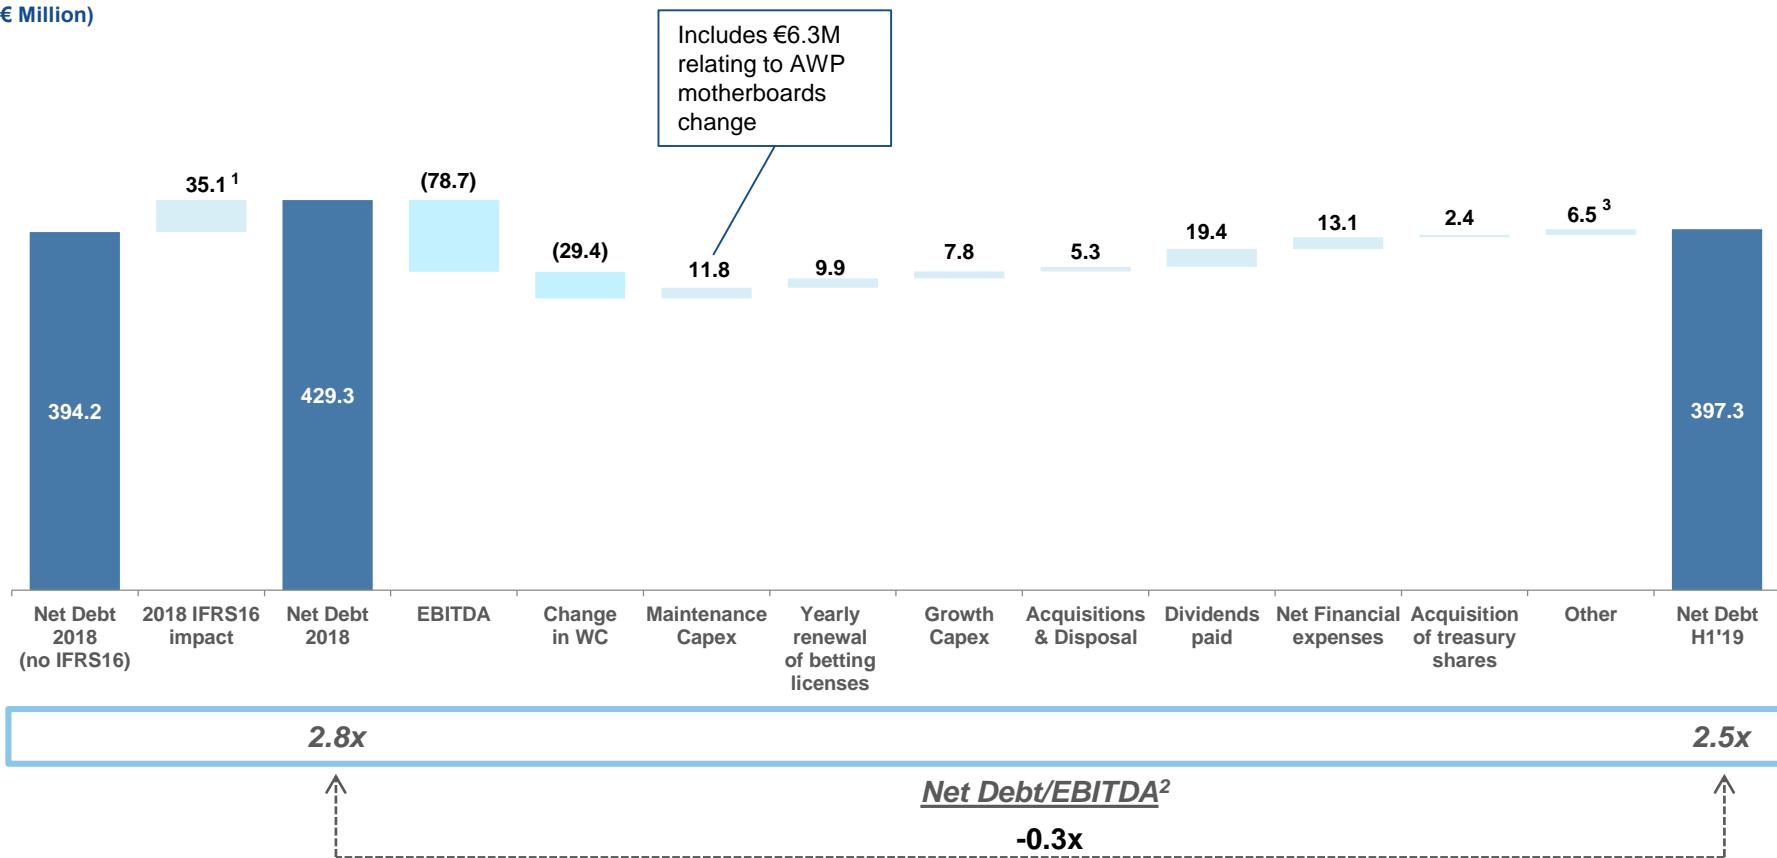 € Million)
Includes €6.3M
relating to AWP
motherboards
change
35.1 1
(78.7)
(29.4)
11.8
9.9
7.8
5.3
19.4
13.1
2.4
6.5 3
394.2
429.3
397.3
Net Debt
2018
(no IFRS16)
2018 IFRS16
impact
Net Debt
2018
EBITDA
Change
in WC
Maintenance
Capex
Yearly
renewal
of betting
licenses
Growth
Capex
Acquisitions
& Disposal
Dividends
paid
Net Financial
expenses
Acquisition
of treasury
shares
Other
Net Debt
H1'19
2.8x
2.5x
Net Debt/EBITDA2
-0.3x